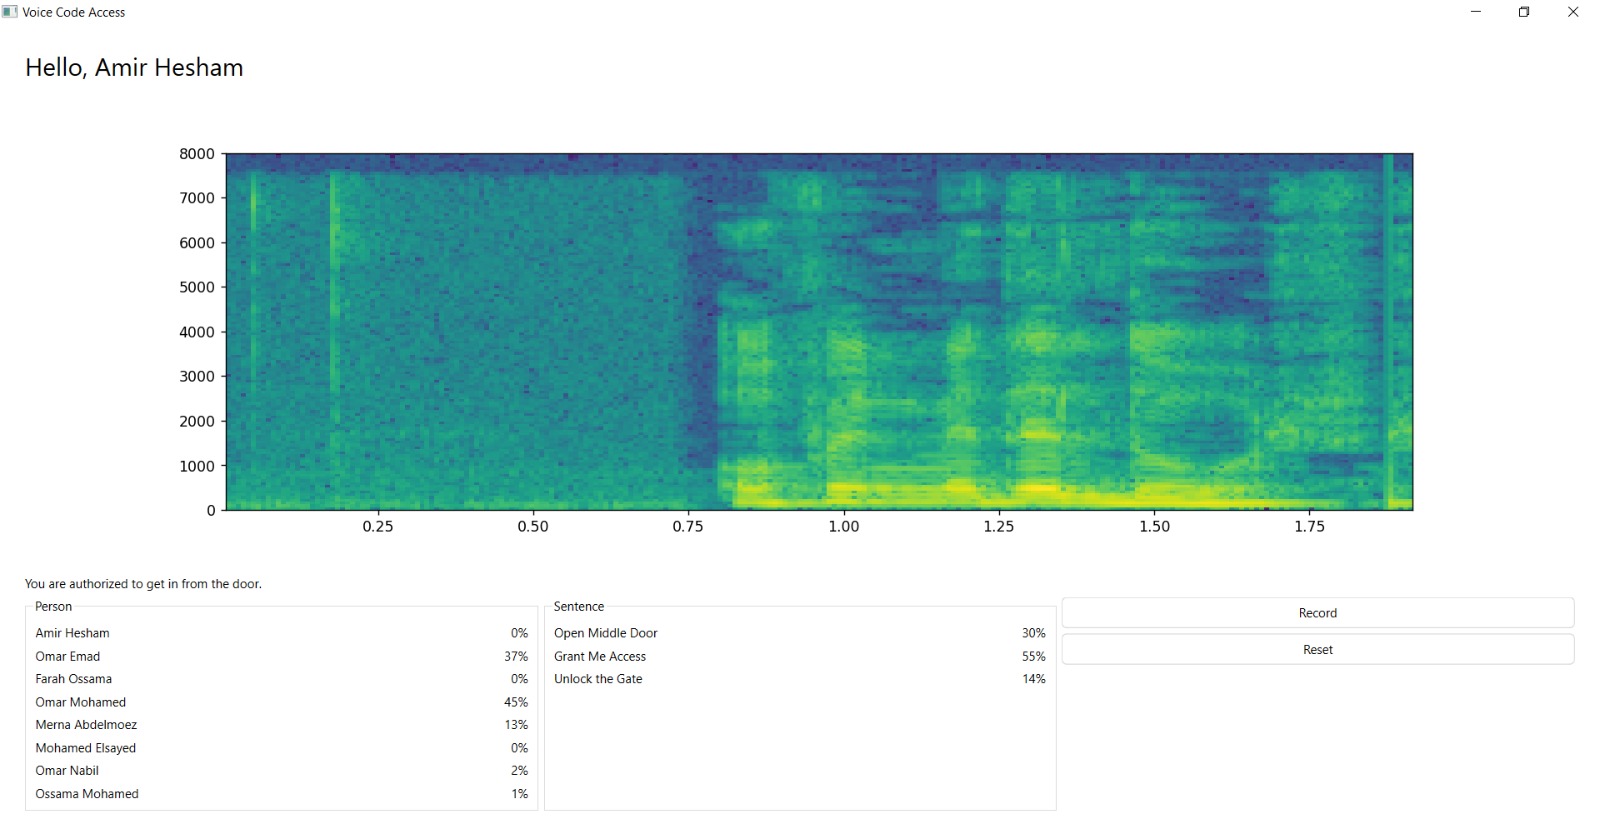 Voice Code Access
Hello, Amir Hesham
8000
7000
6000
5000
4000
3000
2000
1000
0
0.25 0.50 0.75 1.00 1.25 1.50 1.75
You are authorized to get in from the door.
Person
Amir Hesham 0%
Omar Emad 37%
Farah Ossama 0%
Omar Mohamed 45%
Merna Abdelmoez 13%
Mohamed Elsayed 0%
Omar Nabil 2%
Ossama Mohamed 1%
Sentence
Open Middle Door 30%
Grant Me Access 55%
Unlock the Gate 14%
Record
Reset